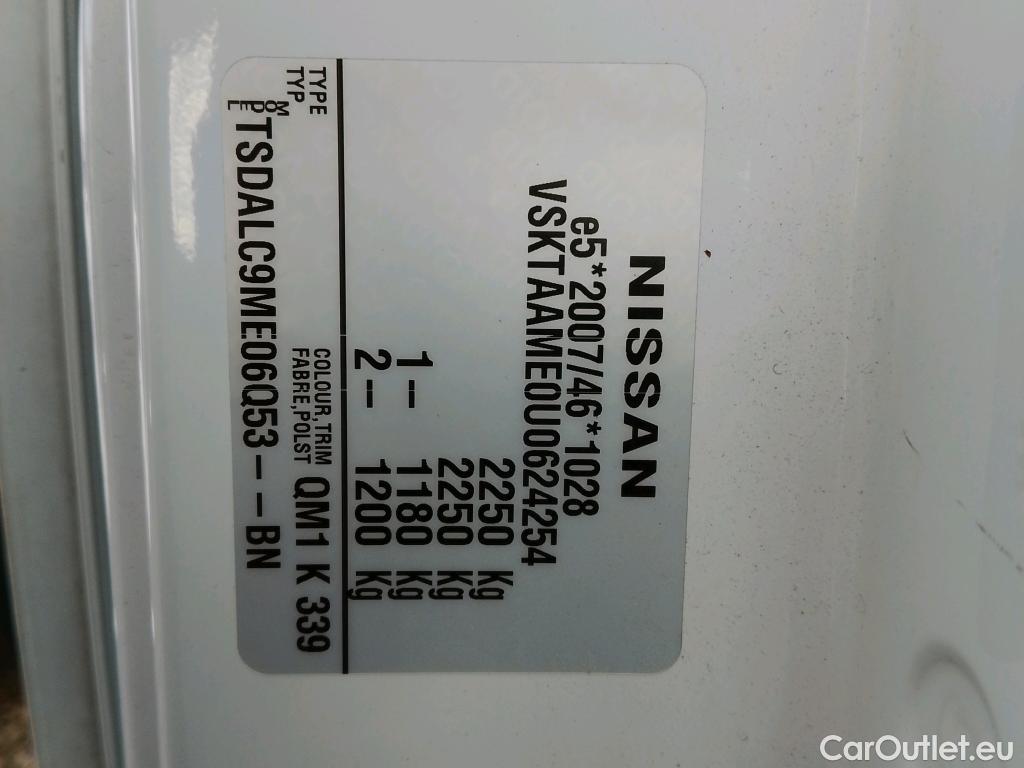 NISSAN
e5*2007/46*1028
VSKTAAME0U0624254
2250 Kg
2250 Kg
1-- 1180 Kg
2-- 1200 Kg
TYPE
TYP
COLOUR,TRIM
FABRE,POLST
QM1 K 339
MODEL
TSDALC9ME06Q53--BN
CarOutlet.eu